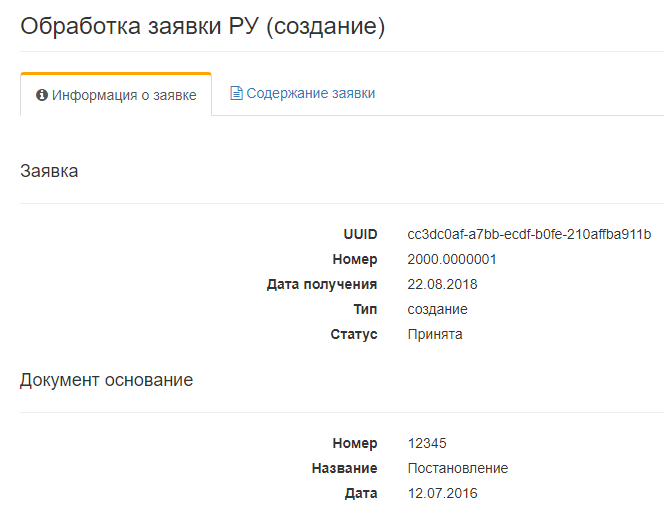 Обработка заявки РУ (создание)
Информация о заявке
Содержание заявки
Заявка
UUID cc3dc0af-a7bb-ecdf-b0fe-210affba911b
Номер 2000.0000001
Дата получения 22.08.2018
Тип создание
Статус Принята
Документ основание
Номер 12345
Название Постановление
Дата 12.07.2016